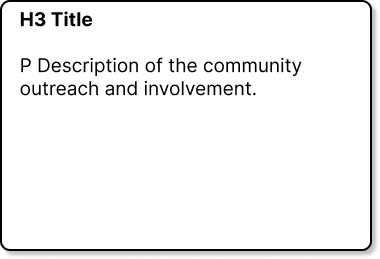 H3 Title
P Description of the community
outreach and involvement.